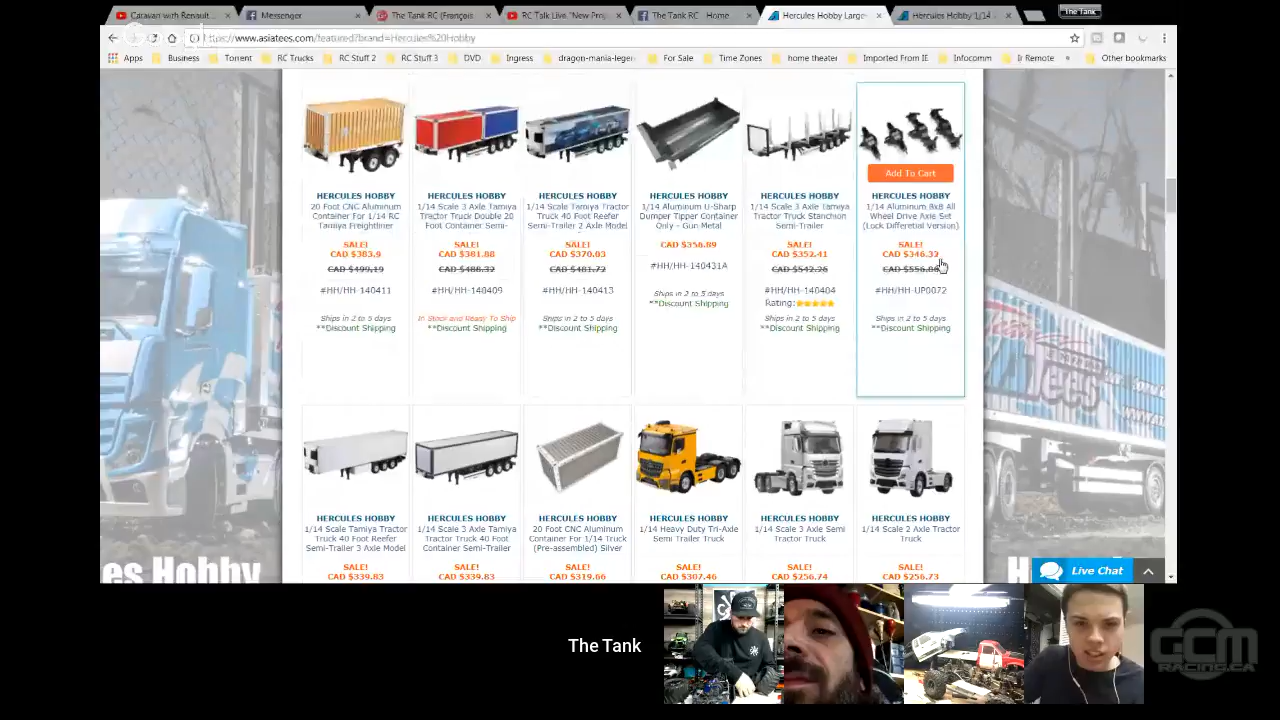 Caravan with Renault...
Messenger
The Tank RC (François
RC Talk Live "New Pro
The Tank RC - Home
Hercules Hobby Large
Hercules Hobby 1/14
The Tank
https://www.asiatees.com/featured?brand=Hercules%20Hobby
Apps Business Torrent RC Trucks RC Stuff 2 RC Stuff 3 DVD Ingress dragon-mania-leger For Sale Time Zones home theater Imported From IE Infocomm Ir Remote » Other bookmarks
Add To Cart
HERCULES HOBBY
20 Foot CNC Aluminum
Container For 1/14 RC
Tamiya Freightliner
SALE!
CAD $383.9
CAD $499.19
#HH/HH-140411
Ships in 2 to 5 days
**Discount Shipping
HERCULES HOBBY
1/14 Scale 3 Axle Tamiya
Tractor Truck Double 20
Foot Container Semi-
SALE!
CAD $381.88
CAD $488.32
#HH/HH-140409
In Stock and Ready To Ship
**Discount Shipping
HERCULES HOBBY
1/14 Scale Tamiya Tractor
Truck 40 Foot Reefer
Semi-Trailer 2 Axle Model
SALE!
CAD $370.03
CAD $481.72
#HH/HH-140413
Ships in 2 to 5 days
**Discount Shipping
HERCULES HOBBY
1/14 Aluminum U-Sharp
Dumper Tipper Container
Only - Gun Metal
CAD $356.89
#HH/HH-140431A
Ships in 2 to 5 days
**Discount Shipping
HERCULES HOBBY
1/14 Scale 3 Axle Tamiya
Tractor Truck Stanchion
Semi-Trailer
SALE!
CAD $352.41
CAD $542.26
#HH/HH-140404
Rating:
Ships in 2 to 5 days
**Discount Shipping
HERCULES HOBBY
1/14 Aluminum 8x8 All
Wheel Drive Axle Set
(Lock Differetial Version)
SALE!
CAD $346.33
CAD $556.86
#HH/HH-UP0072
Ships in 2 to 5 days
**Discount Shipping
HERCULES HOBBY
1/14 Scale Tamiya Tractor
Truck 40 Foot Reefer
Semi-Trailer 3 Axle Model
SALE!
CAD $339.83
HERCULES HOBBY
1/14 Scale 3 Axle Tamiya
Tractor Truck 40 Foot
Container Semi-Trailer
SALE!
CAD $339.83
HERCULES HOBBY
20 Foot CNC Aluminum
Container For 1/14 Truck
(Pre-assembled) Silver
SALE!
CAD $319.66
HERCULES HOBBY
1/14 Heavy Duty Tri-Axle
Semi Trailer Truck
SALE!
CAD $307.46
HERCULES HOBBY
1/14 Scale 3 Axle Semi
Tractor Truck
SALE!
CAD $256.74
HERCULES HOBBY
1/14 Scale 2 Axle Tractor
Truck
SALE!
CAD $256.73
es Hobby
Team
ATees
Live Chat
The Tank
GCM
RACING.CA